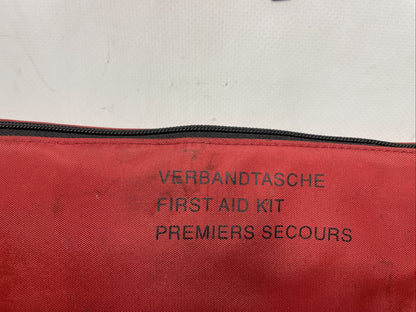 VERBANDTASCHE
FIRST AID KIT
PREMIERS SECOURS